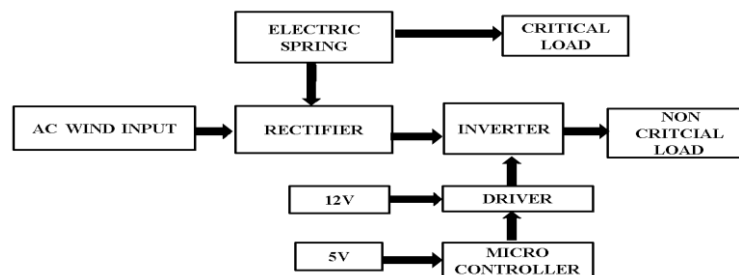 ELECTRIC
SPRING
CRITICAL
LOAD
AC WIND INPUT
RECTIFIER
INVERTER
NON
CRITCIAL
LOAD
12V
DRIVER
5V
MICRO
CONTROLLER